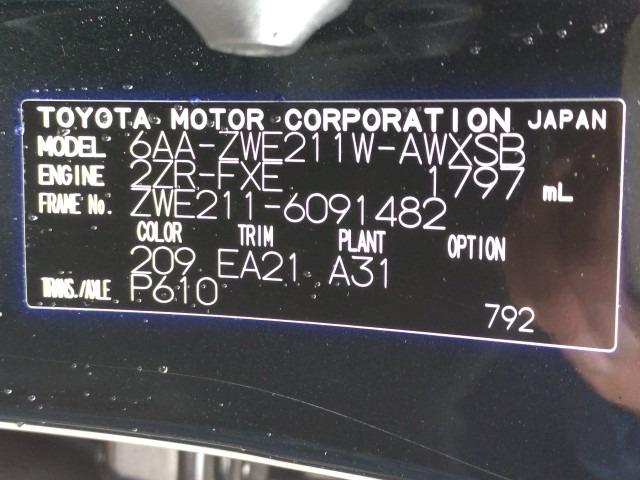 TOYOTA MOTOR CORPORATION JAPAN
MODEL 6AA-ZWE211W-AWXSB
ENGINE 2ZR-FXE 1797 mL
FRAME No. ZWE211-6091482
COLOR TRIM PLANT OPTION
209 EA21 A31
TRANS./AXLE P610
792